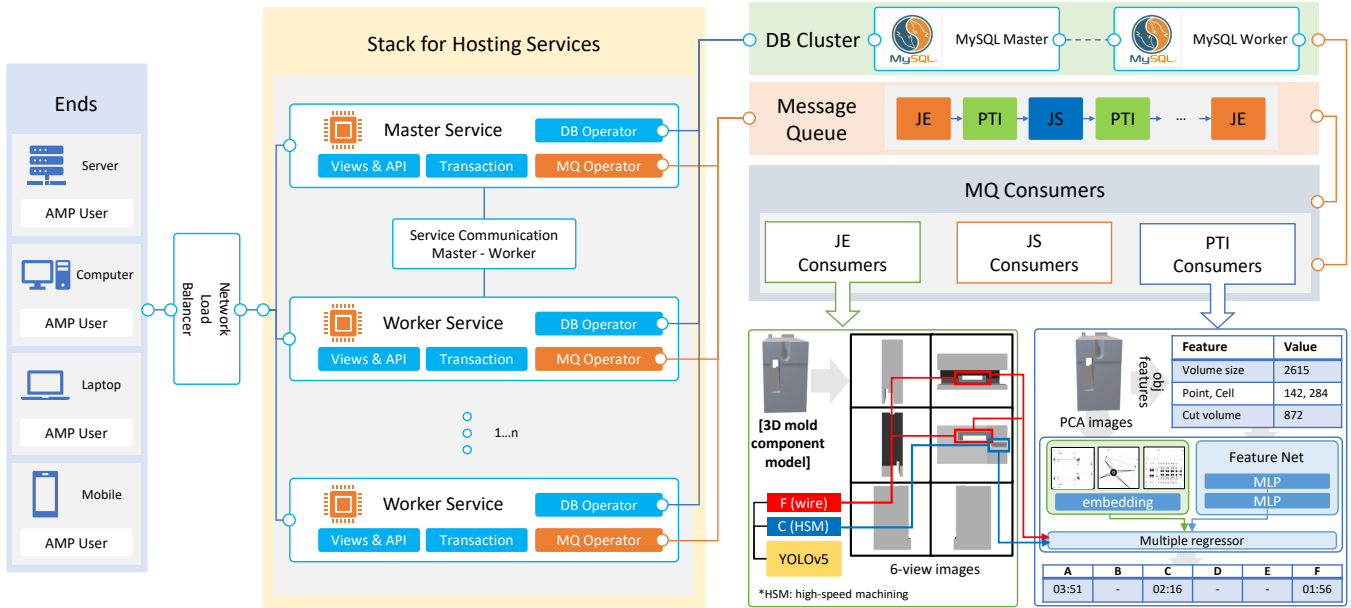 Ends
Server
AMP User
Computer
AMP User
Laptop
AMP User
Mobile
AMP User
Network
Load
Balancer
Stack for Hosting Services
Master Service
DB Operator
Views & API
Transaction
MQ Operator
Service Communication
Master - Worker
Worker Service
DB Operator
Views & API
Transaction
MQ Operator
1...n
Worker Service
DB Operator
Views & API
Transaction
MQ Operator
DB Cluster
MySQL
MySQL Master
MySQL
MySQL Worker
Message
Queue
JE
PTI
JS
PTI
...
JE
MQ Consumers
JE
Consumers
JS
Consumers
PTI
Consumers
[3D mold
component
model]
F (wire)
C (HSM)
YOLOv5
6-view images
*HSM: high-speed machining
obj
features
PCA images
Feature Value
Volume size 2615
Point, Cell 142, 284
Cut volume 872
embedding
Feature Net
MLP
MLP
Multiple regressor
A B C D E F
03:51 - 02:16 - - 01:56